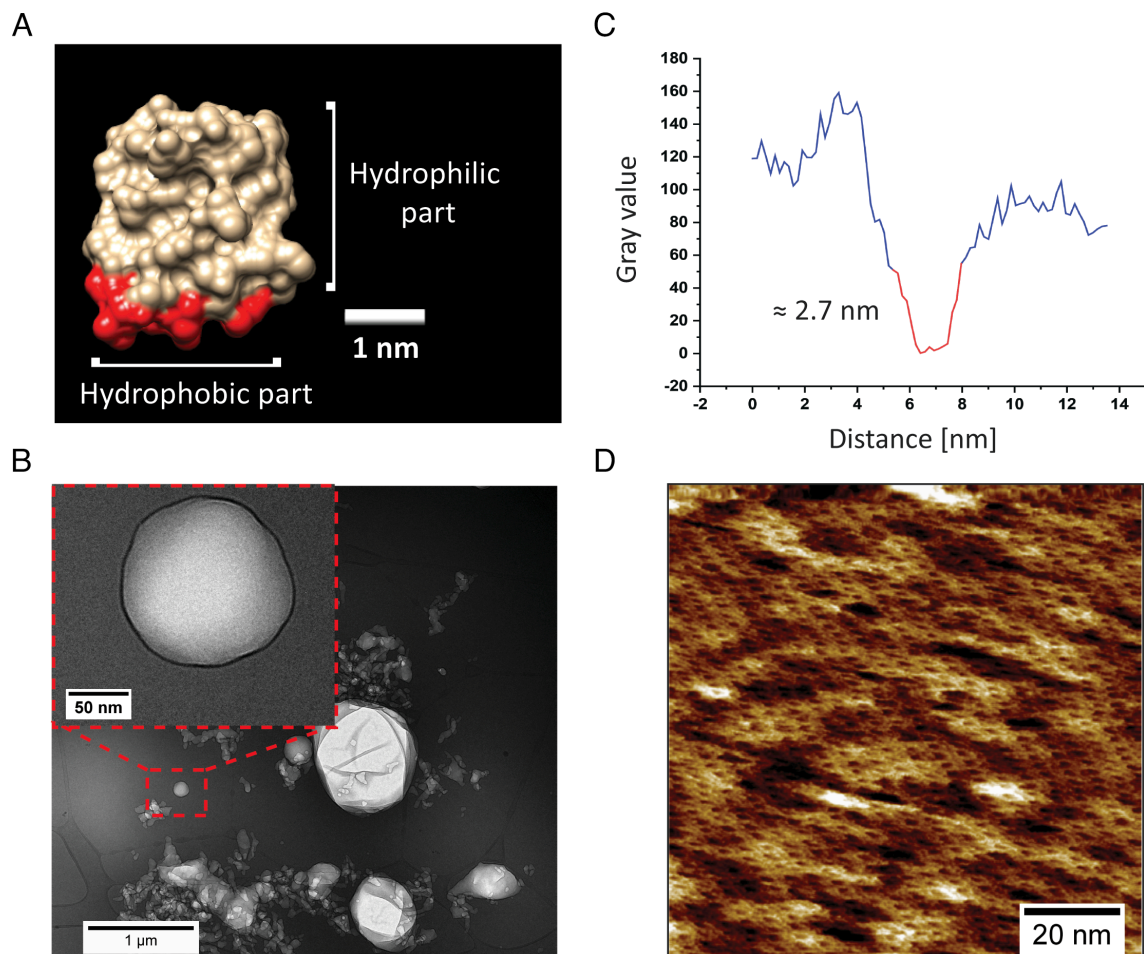 A
Hydrophilic
part
1 nm
Hydrophobic part
B
50 nm
1 µm
C
180
160
140
120
100
80
60
40
20
0
-20
Gray value
≈ 2.7 nm
-2 0 2 4 6 8 10 12 14
Distance [nm]
D
20 nm